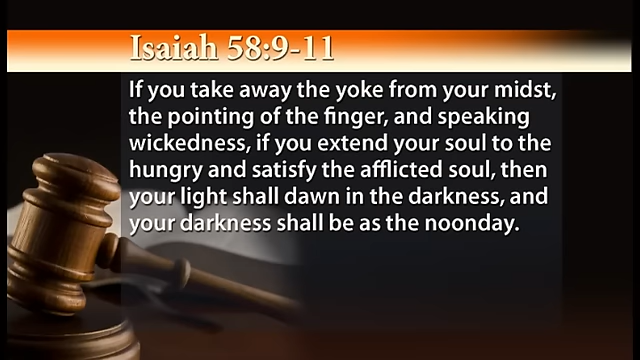 Isaiah 58:9-11
If you take away the yoke from your midst,
the pointing of the finger, and speaking
wickedness, if you extend your soul to the
hungry and satisfy the afflicted soul, then
your light shall dawn in the darkness, and
your darkness shall be as the noonday.